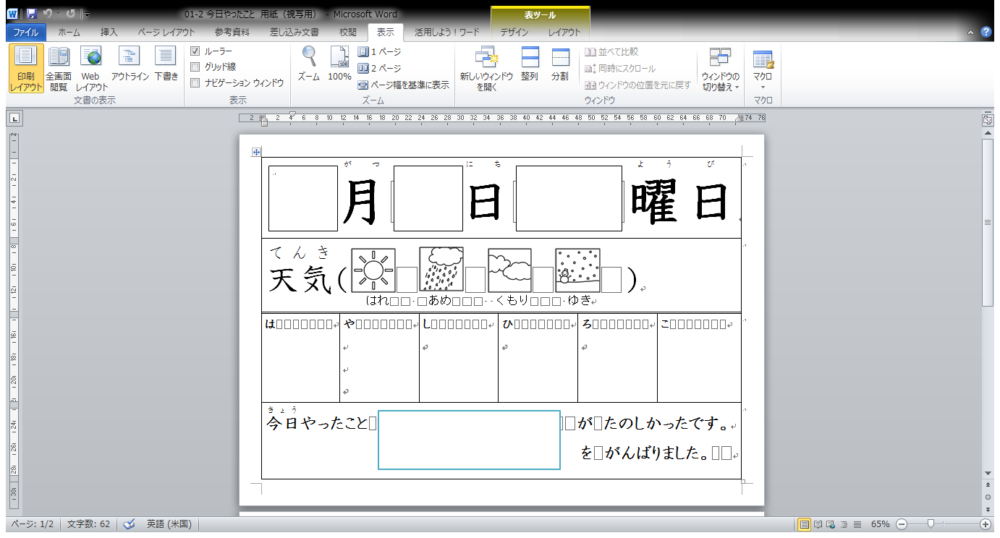 01-2 今日やったこと 用紙（視写用） - Microsoft Word
表ツール
ファイル ホーム 挿入 ページ レイアウト 参考資料 差し込み文書 校閲 表示 活用しよう！ワード デザイン レイアウト
印刷レイアウト
全画面閲覧
Webレイアウト
アウトライン
下書き
文書の表示
ルーラー
グリッド線
ナビゲーション ウィンドウ
表示
ズーム
100%
1 ページ
2 ページ
ページ幅を基準に表示
ズーム
新しいウィンドウを開く
整列
分割
並べて比較
同時にスクロール
ウィンドウの位置を元に戻す
ウィンドウの切り替え
ウィンドウ
マクロ
マクロ
2 2 4 6 8 10 12 14 16 18 20 22 24 26 28 30 32 34 36 38 40 42 44 46 48 50 52 54 56 58 60 62 64 66 68 70 74 76
がつ にち ようび
月 日 曜日
てんき
天気( )
はれ あめ くもり ゆき
は や し ひ ろ こ
きょう
今日やったこと が たのしかったです。
を がんばりました。
ページ: 1/2 文字数: 62 英語 (米国) 65%